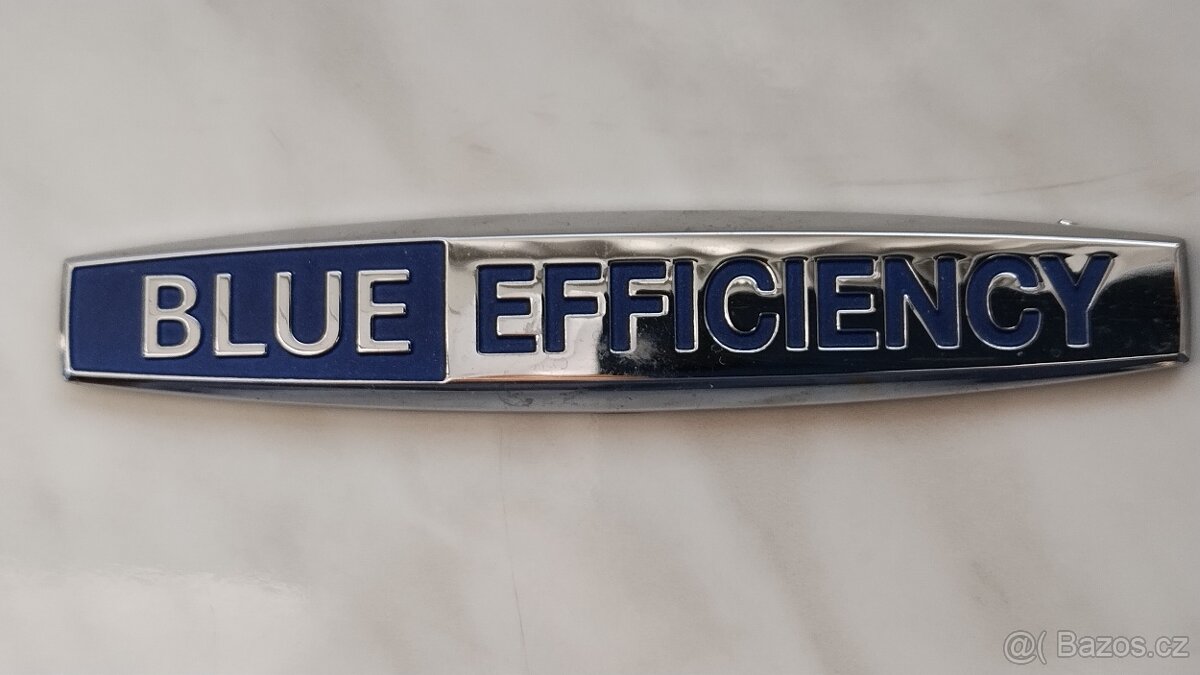 BLUE EFFICIENCY
@( Bazos.cz